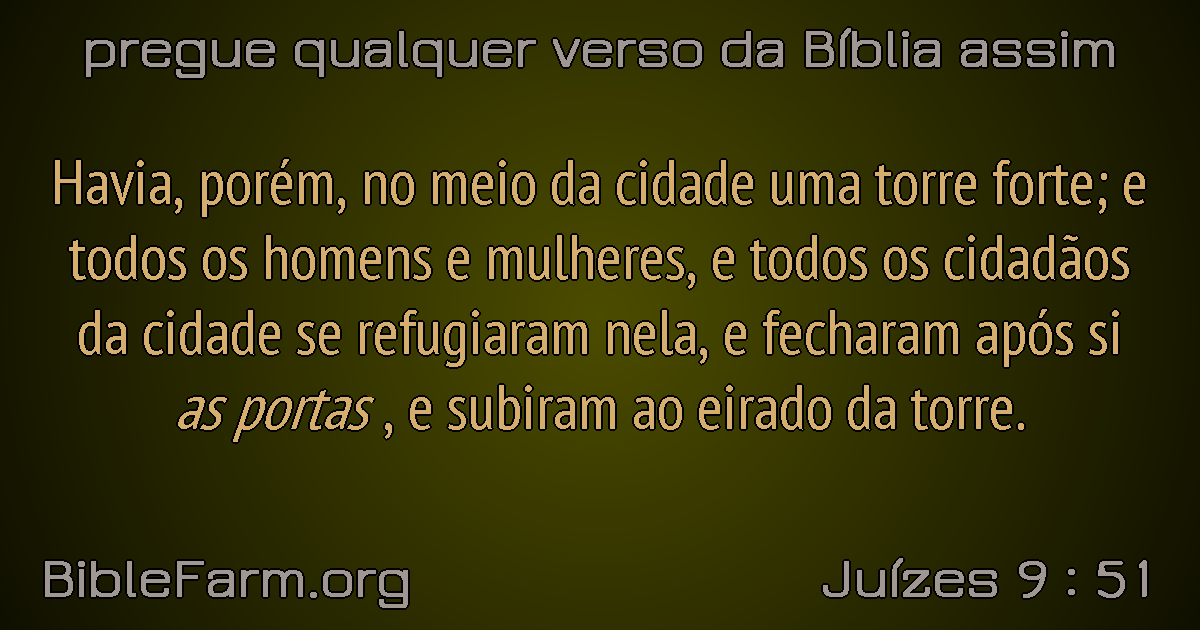 pregue qualquer verso da Bíblia assim
Havia, porém, no meio da cidade uma torre forte; e
todos os homens e mulheres, e todos os cidadãos
da cidade se refugiaram nela, e fecharam após si
as portas , e subiram ao eirado da torre.
BibleFarm.org
Juízes 9 : 51